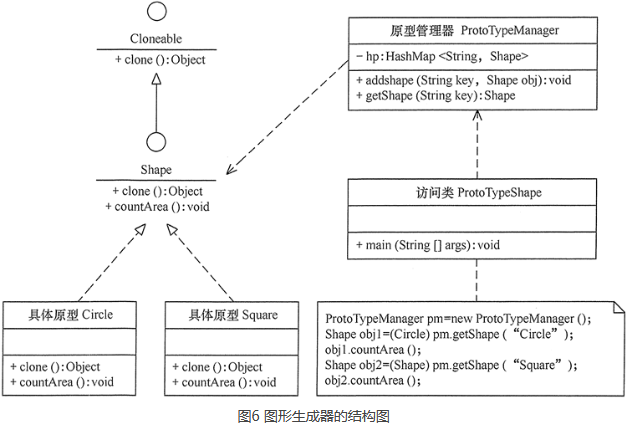 Cloneable
+ clone ():Object
Shape
+ clone ():Object
+ countArea ():void
具体原型 Circle
+ clone ():Object
+ countArea ():void
具体原型 Square
+ clone ():Object
+ countArea ():void
原型管理器 ProtoTypeManager
− hp:HashMap <String，Shape>
+ addshape (String key，Shape obj):void
+ getShape (String key):Shape
访问类 ProtoTypeShape
+ main (String [] args):void
ProtoTypeManager pm=new ProtoTypeManager ();
Shape obj1=(Circle) pm.getShape (“Circle”);
obj1.countArea ();
Shape obj2=(Shape) pm.getShape (“Square”);
obj2.countArea ();
图6 图形生成器的结构图